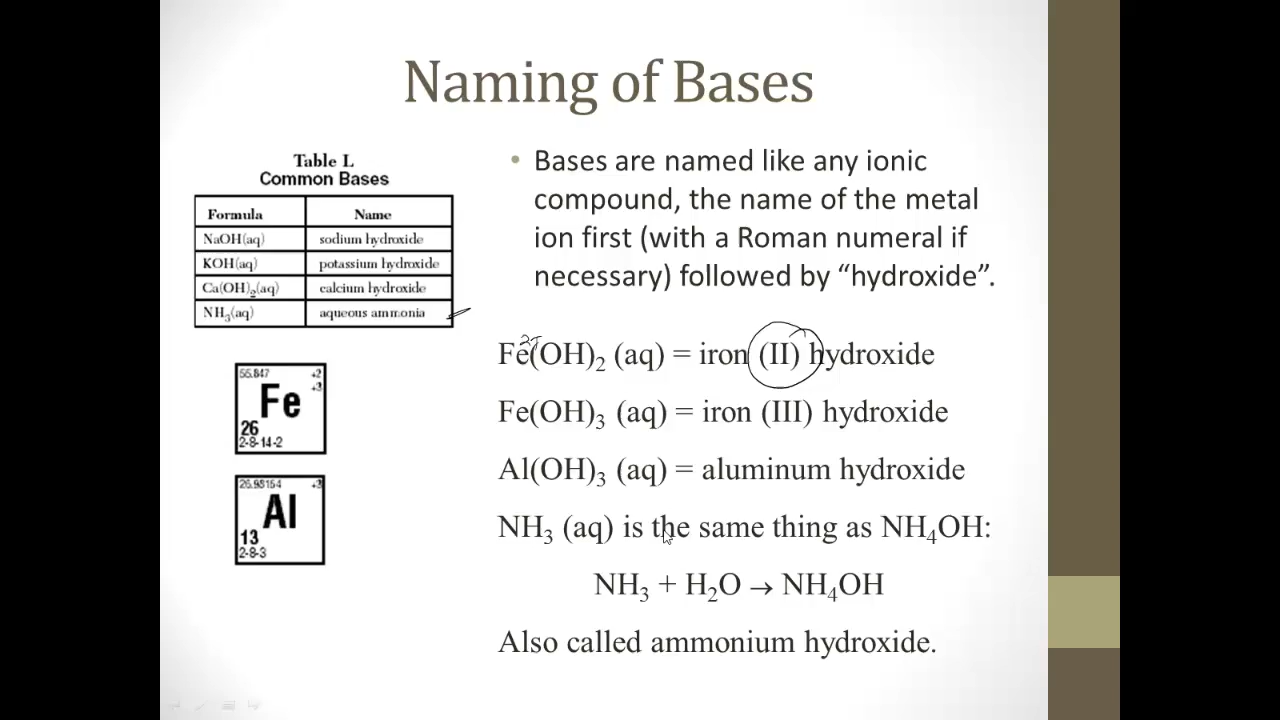 Naming of Bases
Table L
Common Bases
Formula Name
NaOH(aq) sodium hydroxide
KOH(aq) potassium hydroxide
Ca(OH)₂(aq) calcium hydroxide
NH₃(aq) aqueous ammonia
55.847 +2
+3
Fe
26
2-8-14-2
26.98154 +3
Al
13
2-8-3
• Bases are named like any ionic
compound, the name of the metal
ion first (with a Roman numeral if
necessary) followed by “hydroxide”.
2+
Fe(OH)₂ (aq) = iron (II) hydroxide
Fe(OH)₃ (aq) = iron (III) hydroxide
Al(OH)₃ (aq) = aluminum hydroxide
NH₃ (aq) is the same thing as NH₄OH:
NH₃ + H₂O → NH₄OH
Also called ammonium hydroxide.